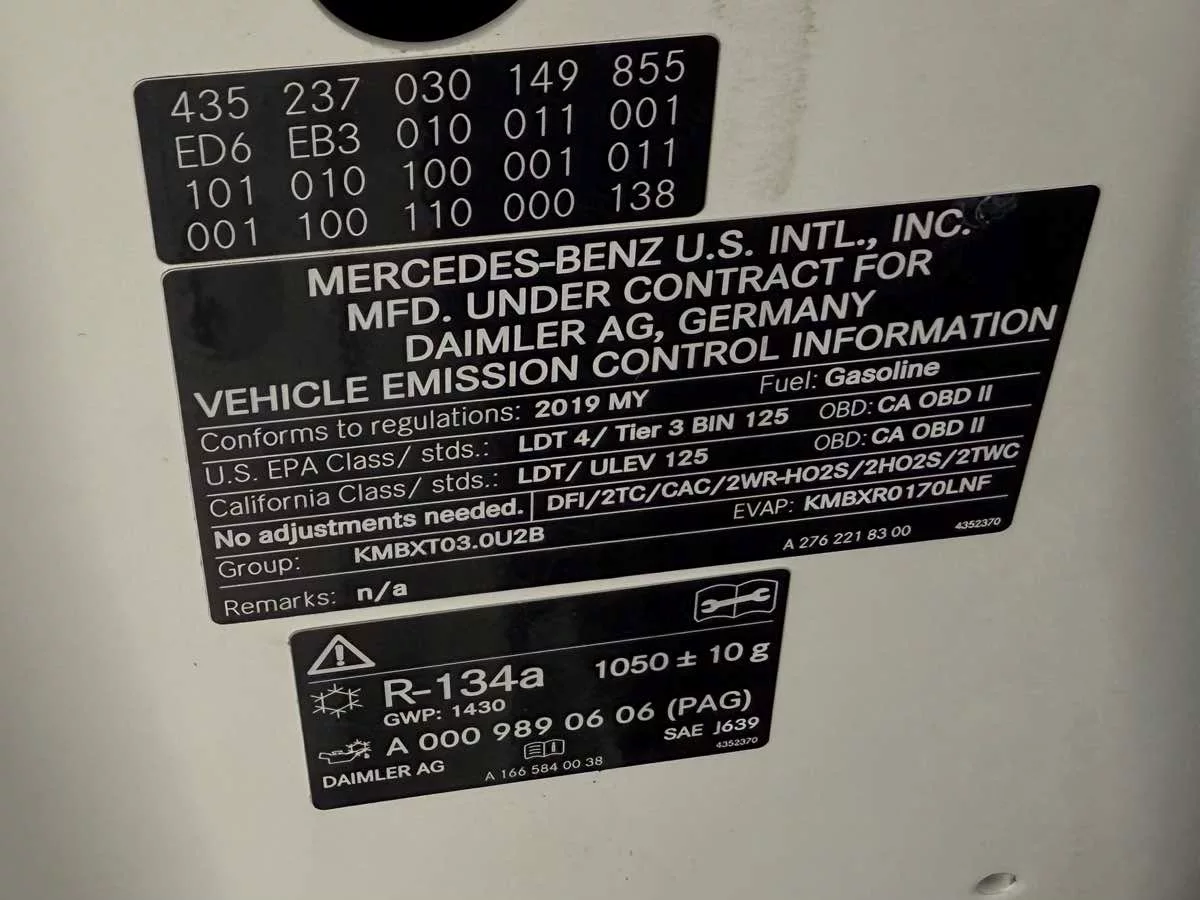 435 237 030 149 855
ED6 EB3 010 011 001
101 010 100 001 011
001 100 110 000 138
MERCEDES-BENZ U.S. INTL., INC.
MFD. UNDER CONTRACT FOR
DAIMLER AG, GERMANY
VEHICLE EMISSION CONTROL INFORMATION
Conforms to regulations: 2019 MY Fuel: Gasoline
U.S. EPA Class/ stds.: LDT 4/ Tier 3 BIN 125 OBD: CA OBD II
California Class/ stds.: LDT/ ULEV 125 OBD: CA OBD II
No adjustments needed. DFI/2TC/CAC/2WR-HO2S/2HO2S/2TWC
Group: KMBXT03.0U2B EVAP: KMBXR0170LNF
Remarks: n/a A 276 221 83 00 4352370
R-134a 1050 ± 10 g
GWP: 1430
A 000 989 06 06 (PAG)
SAE J639
DAIMLER AG A 166 584 00 38 4352370